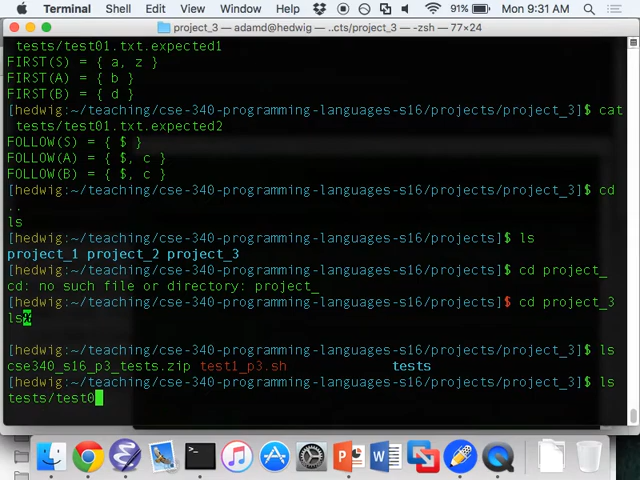 Terminal Shell Edit View Window Help 91% Mon 9:31 AM
project_3 — adamd@hedwig — ..cts/project_3 — -zsh — 77×24
tests/test01.txt.expected1
FIRST(S) = { a, z }
FIRST(A) = { b }
FIRST(B) = { d }
[hedwig:~/teaching/cse-340-programming-languages-s16/projects/project_3]$ cat
tests/test01.txt.expected2
FOLLOW(S) = { $ }
FOLLOW(A) = { $, c }
FOLLOW(B) = { $, c }
[hedwig:~/teaching/cse-340-programming-languages-s16/projects/project_3]$ cd
..
ls
[hedwig:~/teaching/cse-340-programming-languages-s16/projects]$ ls
project_1 project_2 project_3
[hedwig:~/teaching/cse-340-programming-languages-s16/projects]$ cd project_
cd: no such file or directory: project_
[hedwig:~/teaching/cse-340-programming-languages-s16/projects]$ cd project_3
ls#
[hedwig:~/teaching/cse-340-programming-languages-s16/projects/project_3]$ ls
cse340_s16_p3_tests.zip test1_p3.sh tests
[hedwig:~/teaching/cse-340-programming-languages-s16/projects/project_3]$ ls
tests/test0